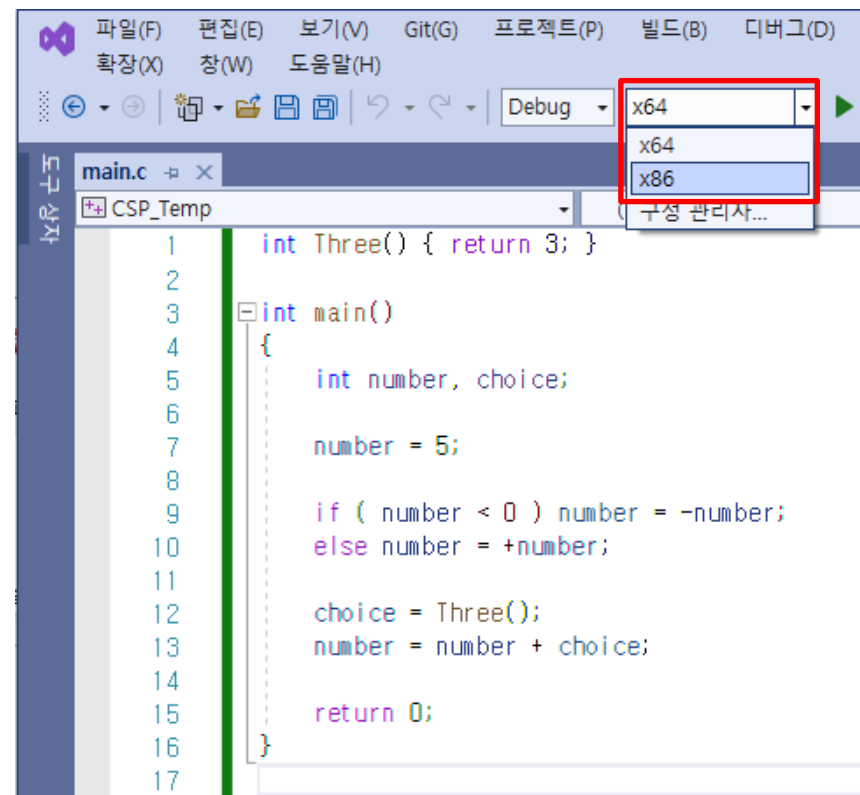 파일(F) 편집(E) 보기(V) Git(G) 프로젝트(P) 빌드(B) 디버그(D)
확장(X) 창(W) 도움말(H)
Debug x64
x64
x86
구성 관리자...
도구 상자
main.c
CSP_Temp
1 int Three() { return 3; }
2
3 int main()
4 {
5 int number, choice;
6
7 number = 5;
8
9 if ( number < 0 ) number = -number;
10 else number = +number;
11
12 choice = Three();
13 number = number + choice;
14
15 return 0;
16 }
17